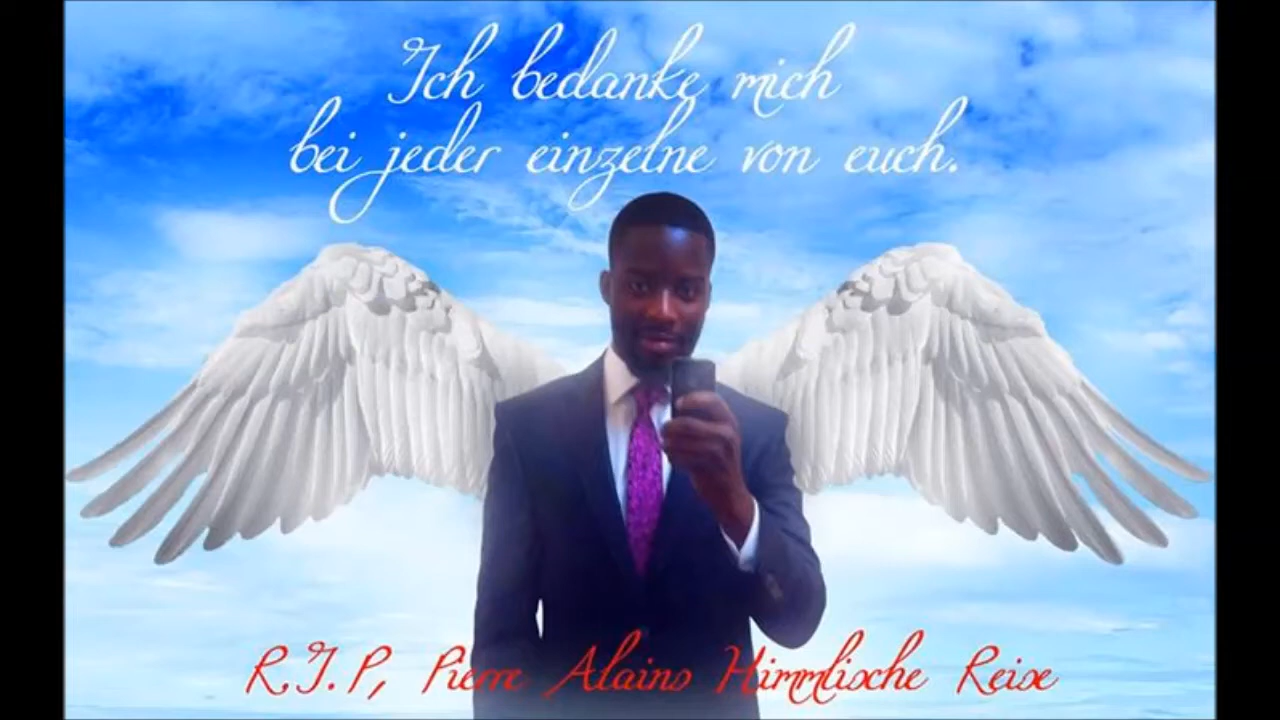 Ich bedanke mich
bei jeder einzelne von euch.
R.I.P, Pierre Alains Himmlische Reise